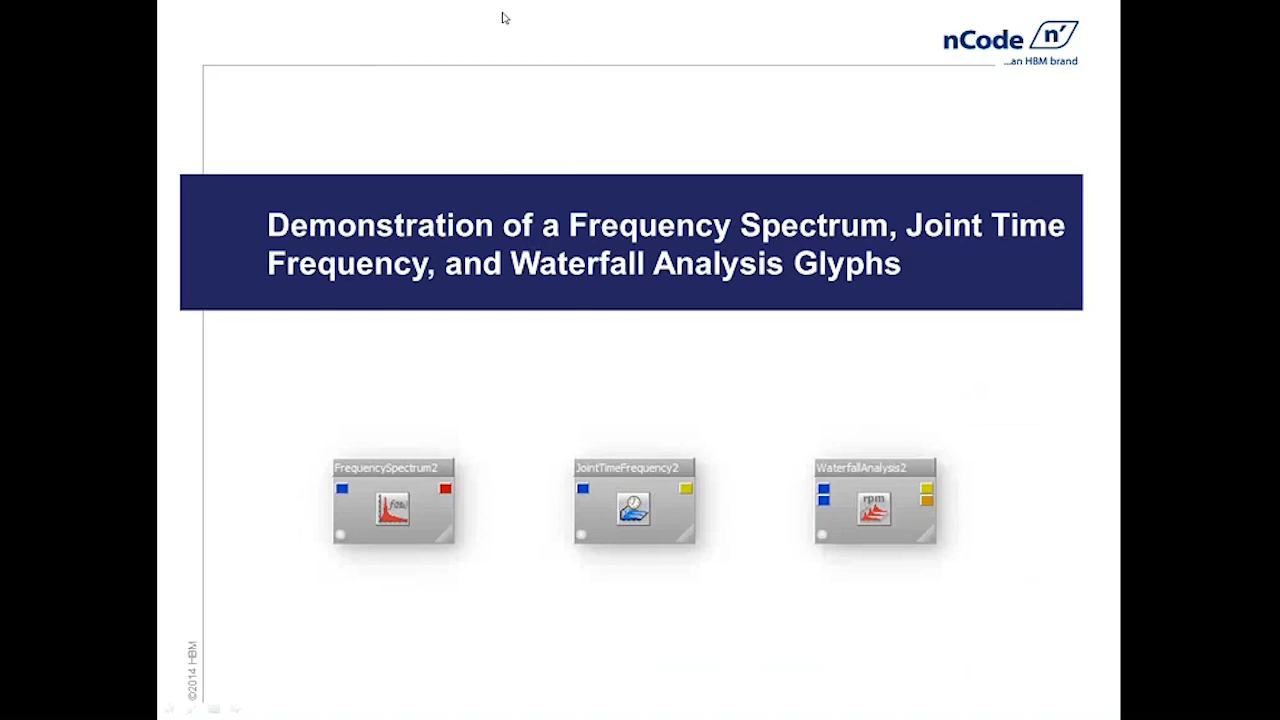 nCode n'
...an HBM brand
Demonstration of a Frequency Spectrum, Joint Time
Frequency, and Waterfall Analysis Glyphs
FrequencySpectrum2
JointTimeFrequency2
WaterfallAnalysis2
f(x)
rpm
©2014 HBM